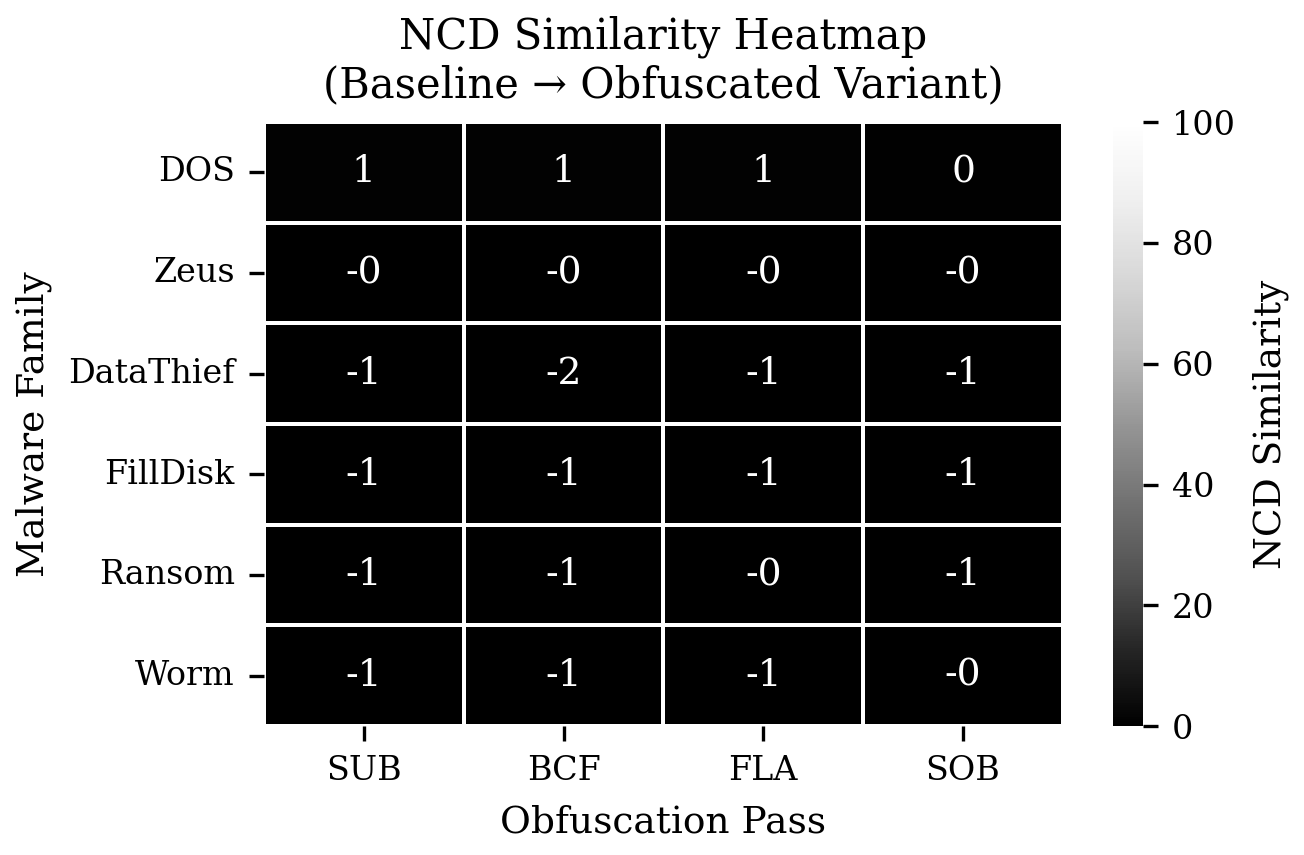 NCD Similarity Heatmap
(Baseline → Obfuscated Variant)
Malware Family
DOS 1 1 1 0
Zeus -0 -0 -0 -0
DataThief -1 -2 -1 -1
FillDisk -1 -1 -1 -1
Ransom -1 -1 -0 -1
Worm -1 -1 -1 -0
SUB BCF FLA SOB
Obfuscation Pass
100
80
60
40
20
0
NCD Similarity